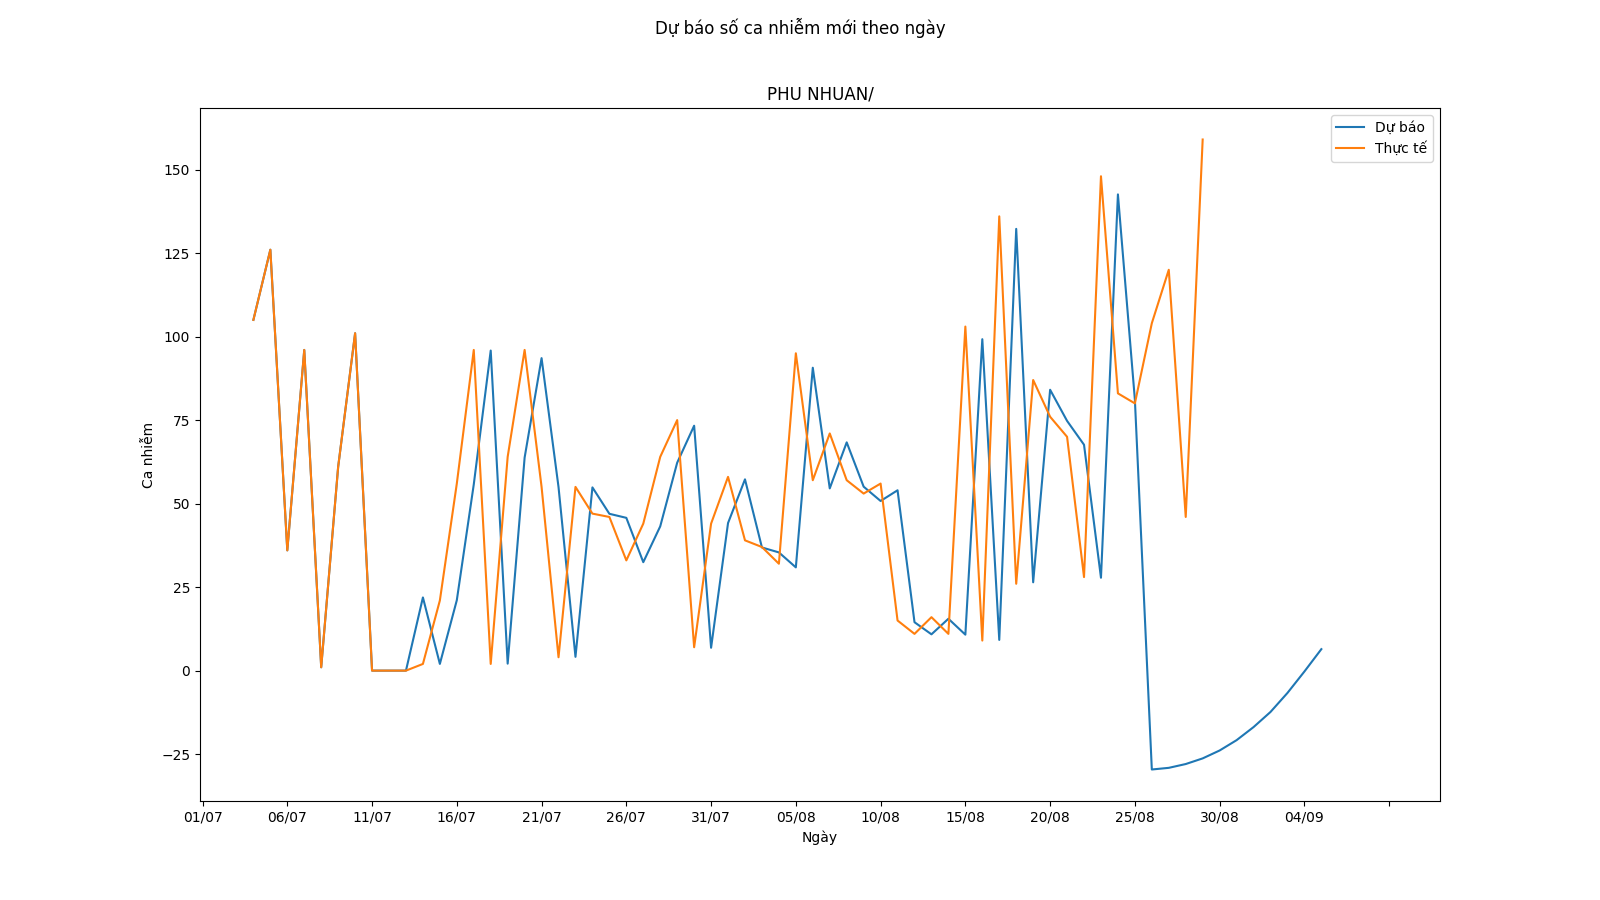 Dự báo số ca nhiễm mới theo ngày
PHU NHUAN/
Dự báo
Thực tế
150
125
100
75
50
25
0
−25
Ca nhiễm
01/07 06/07 11/07 16/07 21/07 26/07 31/07 05/08 10/08 15/08 20/08 25/08 30/08 04/09
Ngày